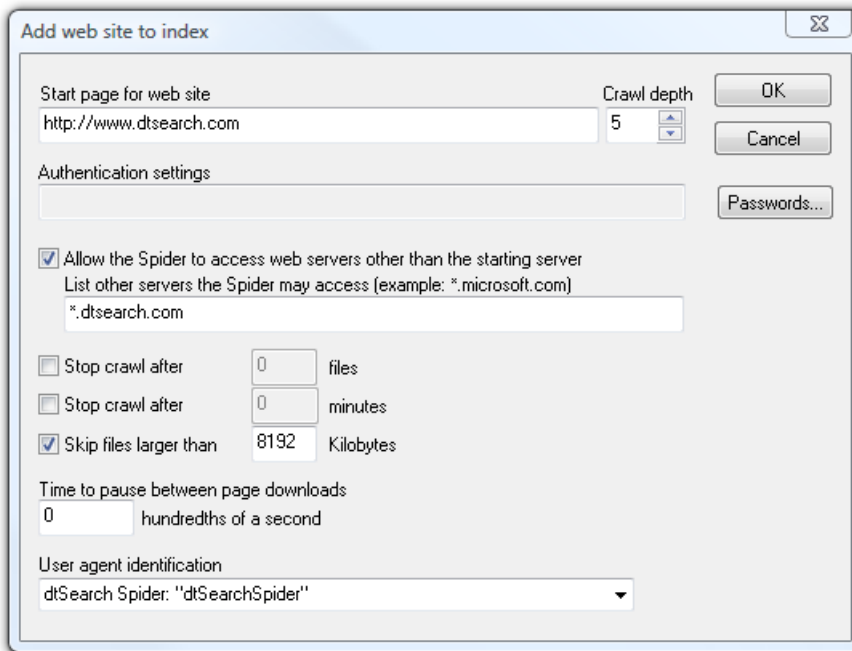 Add web site to index
Start page for web site
Crawl depth
OK
http://www.dtsearch.com
5
Cancel
Authentication settings
Passwords...
Allow the Spider to access web servers other than the starting server
List other servers the Spider may access (example: *.microsoft.com)
*.dtsearch.com
Stop crawl after 0 files
Stop crawl after 0 minutes
Skip files larger than 8192 Kilobytes
Time to pause between page downloads
0 hundredths of a second
User agent identification
dtSearch Spider: "dtSearchSpider"